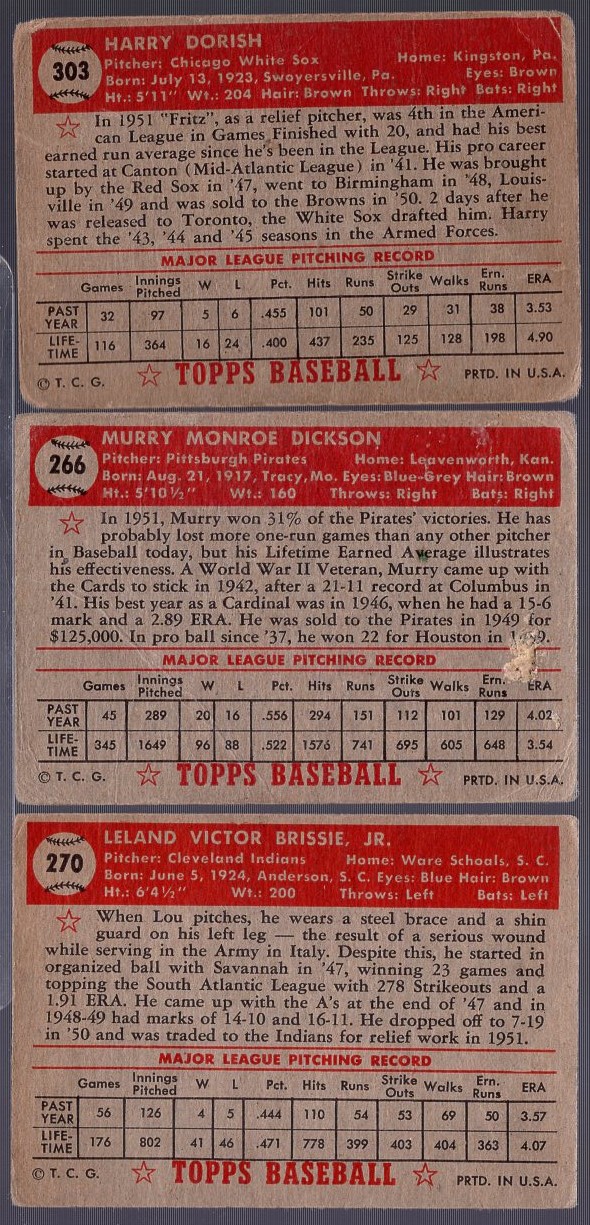 HARRY DORISH
303
Pitcher: Chicago White Sox Home: Kingston, Pa.
Born: July 13, 1923, Swoyersville, Pa. Eyes: Brown
Ht.: 5'11" Wt.: 204 Hair: Brown Throws: Right Bats: Right
In 1951 "Fritz", as a relief pitcher, was 4th in the Ameri-
can League in Games Finished with 20, and had his best
earned run average since he's been in the League. His pro career
started at Canton (Mid-Atlantic League) in '41. He was brought
up by the Red Sox in '47, went to Birmingham in '48, Louis-
ville in '49 and was sold to the Browns in '50. 2 days after he
was released to Toronto, the White Sox drafted him. Harry
spent the '43, '44 and '45 seasons in the Armed Forces.
MAJOR LEAGUE PITCHING RECORD
Games Innings Pitched W L Pct. Hits Runs Strike Outs Walks Ern. Runs ERA
PAST YEAR 32 97 5 6 .455 101 50 29 31 38 3.53
LIFE-TIME 116 364 16 24 .400 437 235 125 128 198 4.90
© T. C. G. TOPPS BASEBALL PRTD. IN U.S.A.
MURRY MONROE DICKSON
266
Pitcher: Pittsburgh Pirates Home: Leavenworth, Kan.
Born: Aug. 21, 1917, Tracy, Mo. Eyes: Blue-Grey Hair: Brown
Ht.: 5'10½" Wt.: 160 Throws: Right Bats: Right
In 1951, Murry won 31% of the Pirates' victories. He has
probably lost more one-run games than any other pitcher
in Baseball today, but his Lifetime Earned Average illustrates
his effectiveness. A World War II Veteran, Murry came up with
the Cards to stick in 1942, after a 21-11 record at Columbus in
'41. His best year as a Cardinal was in 1946, when he had a 15-6
mark and a 2.89 ERA. He was sold to the Pirates in 1949 for
$125,000. In pro ball since '37, he won 22 for Houston in
MAJOR LEAGUE PITCHING RECORD
Games Innings Pitched W L Pct. Hits Runs Strike Outs Walks Ern. Runs ERA
PAST YEAR 45 289 20 16 .556 294 151 112 101 129 4.02
LIFE-TIME 345 1649 96 88 .522 1576 741 695 605 648 3.54
© T. C. G. TOPPS BASEBALL PRTD. IN U.S.A.
LELAND VICTOR BRISSIE, JR.
270
Pitcher: Cleveland Indians Home: Ware Schoals, S. C.
Born: June 5, 1924, Anderson, S. C. Eyes: Blue Hair: Brown
Ht.: 6'4½" Wt.: 200 Throws: Left Bats: Left
When Lou pitches, he wears a steel brace and a shin
guard on his left leg — the result of a serious wound
while serving in the Army in Italy. Despite this, he started in
organized ball with Savannah in '47, winning 23 games and
topping the South Atlantic League with 278 Strikeouts and a
1.91 ERA. He came up with the A's at the end of '47 and in
1948-49 had marks of 14-10 and 16-11. He dropped off to 7-19
in '50 and was traded to the Indians for relief work in 1951.
MAJOR LEAGUE PITCHING RECORD
Games Innings Pitched W L Pct. Hits Runs Strike Outs Walks Ern. Runs ERA
PAST YEAR 56 126 4 5 .444 110 54 53 69 50 3.57
LIFE-TIME 176 802 41 46 .471 778 399 403 404 363 4.07
© T. C. G. TOPPS BASEBALL PRTD. IN U.S.A.